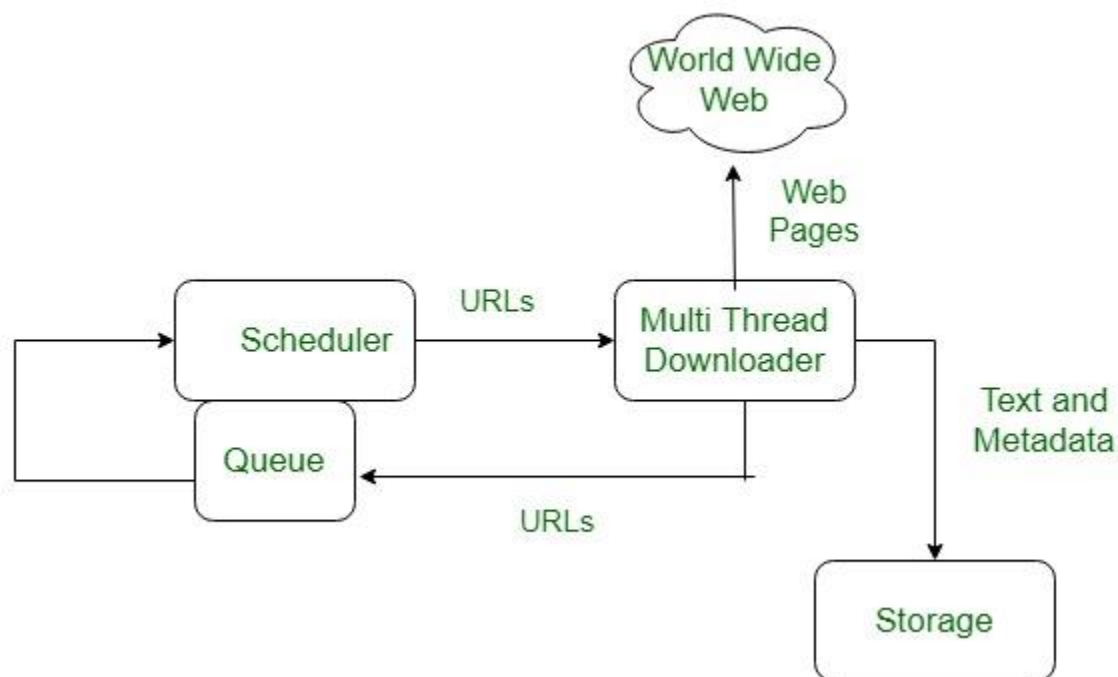 World Wide
Web
Web
Pages
URLs
Scheduler
Multi Thread
Downloader
Text and
Metadata
Queue
URLs
Storage